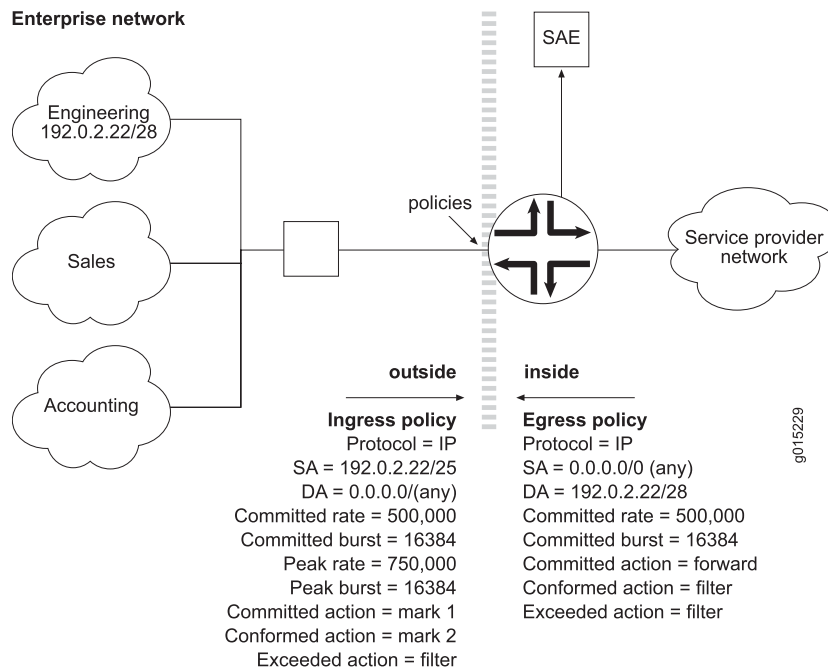 Enterprise network
SAE
Engineering
192.0.2.22/28
policies
Sales
Service provider
network
Accounting
outside
inside
Ingress policy
Protocol = IP
SA = 192.0.2.22/25
DA = 0.0.0.0/(any)
Committed rate = 500,000
Committed burst = 16384
Peak rate = 750,000
Peak burst = 16384
Committed action = mark 1
Conformed action = mark 2
Exceeded action = filter
Egress policy
Protocol = IP
SA = 0.0.0.0/0 (any)
DA = 192.0.2.22/28
Committed rate = 500,000
Committed burst = 16384
Committed action = forward
Conformed action = filter
Exceeded action = filter
g015229